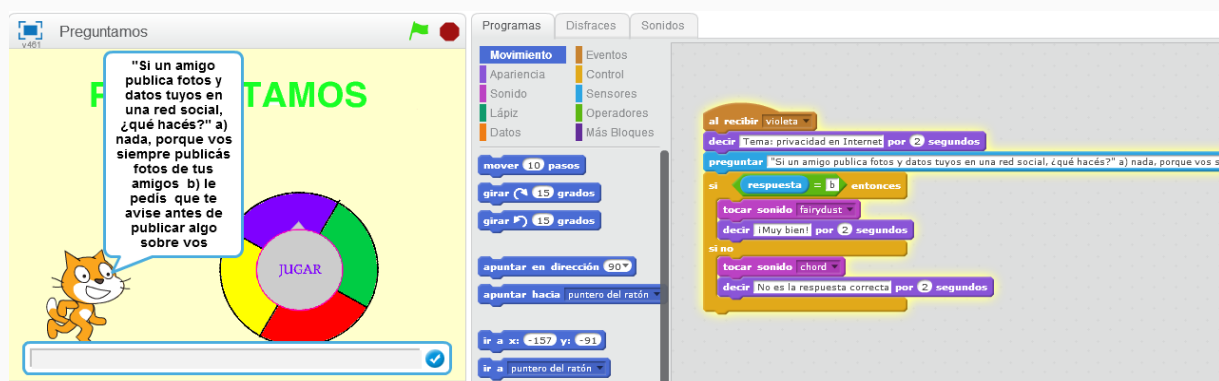 Preguntamos
v461
"Si un amigo
publica fotos y
datos tuyos en
una red social,
¿qué hacés?" a)
nada, porque vos
siempre publicás
fotos de tus
amigos b) le
pedís que te
avise antes de
publicar algo
sobre vos
TAMOS
JUGAR
Programas Disfraces Sonidos
Movimiento Eventos
Apariencia Control
Sonido Sensores
Lápiz Operadores
Datos Más Bloques
mover 10 pasos
girar 15 grados
girar 15 grados
apuntar en dirección 90
apuntar hacia puntero del ratón
ir a x: -157 y: -91
ir a puntero del ratón
al recibir violeta
decir Tema: privacidad en Internet por 2 segundos
preguntar "Si un amigo publica fotos y datos tuyos en una red social, ¿qué hacés?" a) nada, porque vos s
si respuesta = b entonces
tocar sonido fairydust
decir ¡Muy bien! por 2 segundos
si no
tocar sonido chord
decir No es la respuesta correcta por 2 segundos